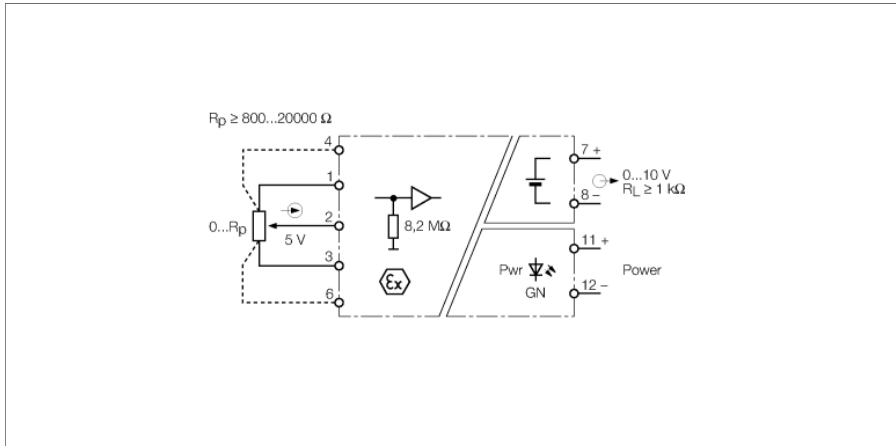 Rp ≥ 800...20000 Ω
4
1
2
3
6
0...Rp
5 V
8,2 MΩ
Ex
7 +
8 –
0...10 V
RL ≥ 1 kΩ
11 +
12 –
Pwr
GN
Power